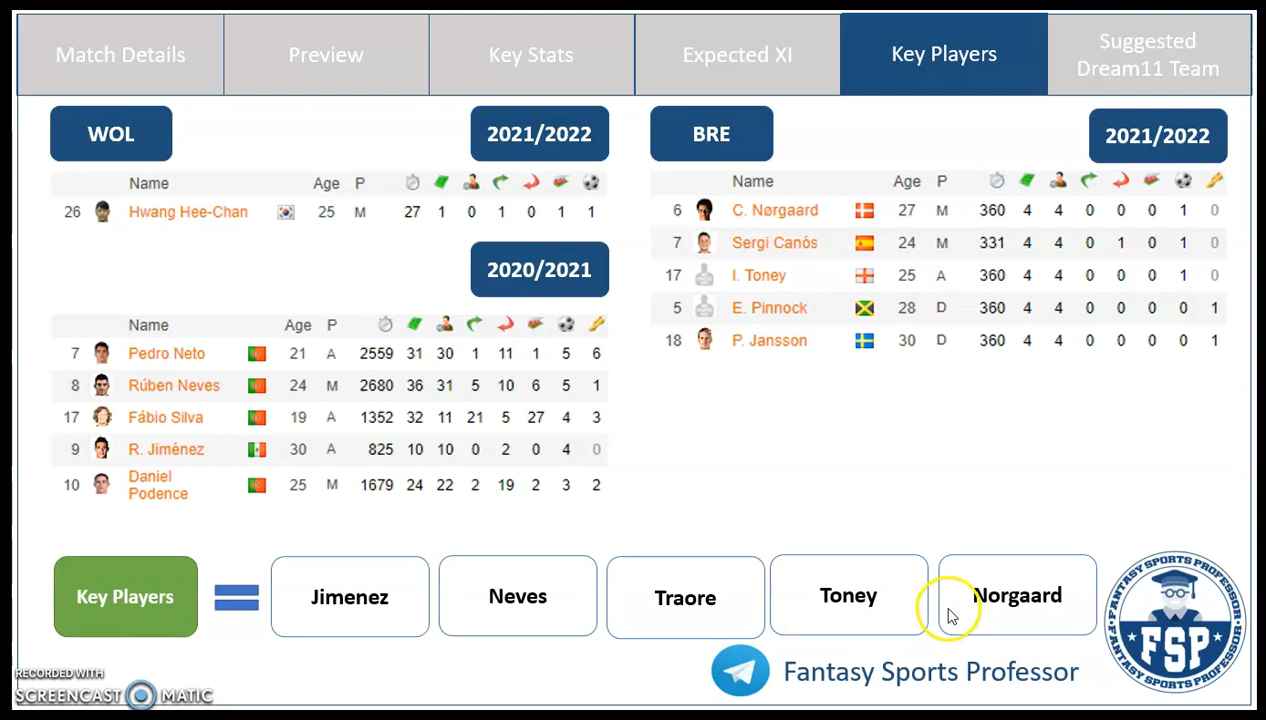 Match Details Preview Key Stats Expected XI Key Players Suggested
Dream11 Team
WOL 2021/2022 BRE 2021/2022
Name Age P
26 Hwang Hee-Chan 25 M 27 1 0 1 0 1 1
2020/2021
Name Age P
7 Pedro Neto 21 A 2559 31 30 1 11 1 5 6
8 Rúben Neves 24 M 2680 36 31 5 10 6 5 1
17 Fábio Silva 19 A 1352 32 11 21 5 27 4 3
9 R. Jiménez 30 A 825 10 10 0 2 0 4 0
10 Daniel
Podence 25 M 1679 24 22 2 19 2 3 2
Name Age P
6 C. Nørgaard 27 M 360 4 4 0 0 0 1 0
7 Sergi Canós 24 M 331 4 4 0 1 0 1 0
17 I. Toney 25 A 360 4 4 0 0 0 1 0
5 E. Pinnock 28 D 360 4 4 0 0 0 0 1
18 P. Jansson 30 D 360 4 4 0 0 0 0 1
Key Players = Jimenez Neves Traore Toney Norgaard
Fantasy Sports Professor
•FANTASY SPORTS PROFESSOR•
FSP
RECORDED WITH
SCREENCAST MATIC